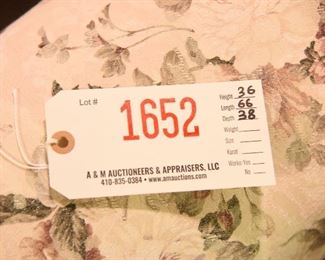 Lot #
1652
Height 36
Length 66
Depth 38
Weight
Size
Karat
Works: Yes
No
A & M AUCTIONEERS & APPRAISERS, LLC
410-835-0384 • www.amauctions.com